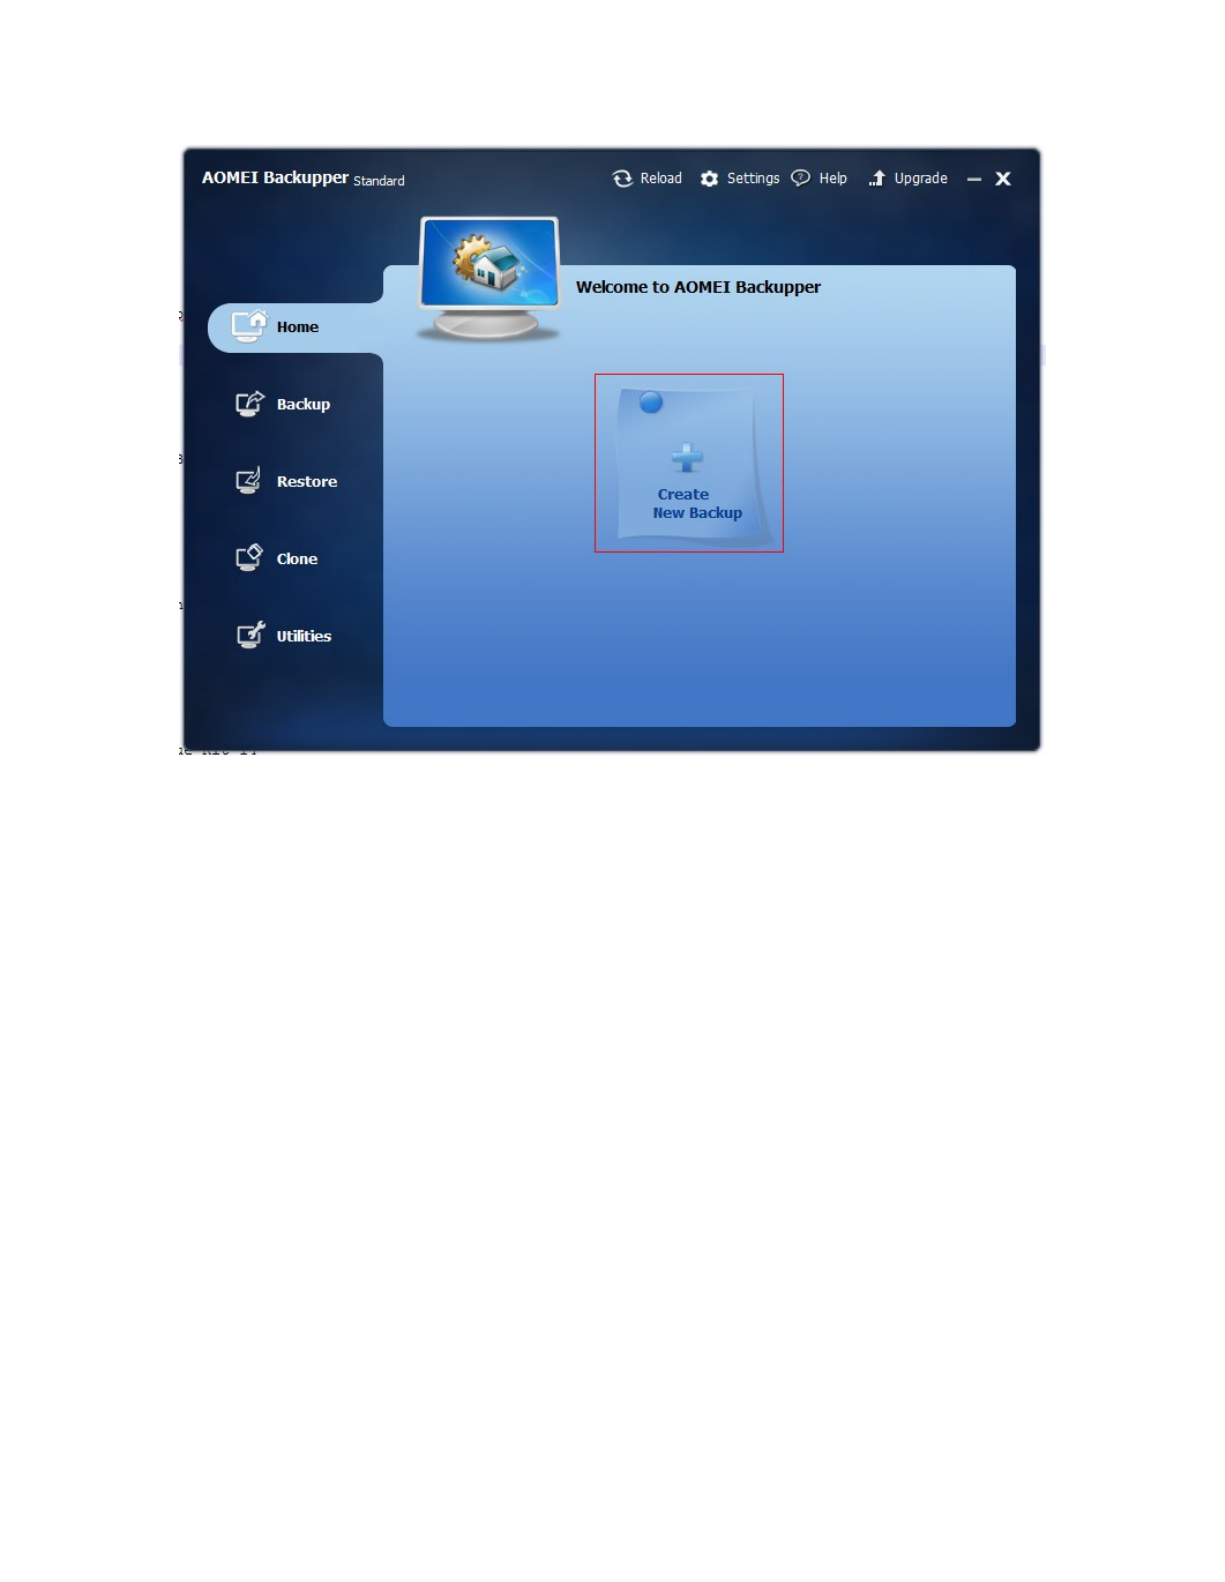 AOMEI Backupper Standard
Reload Settings Help Upgrade
Welcome to AOMEI Backupper
Home
Backup
Restore
Clone
Utilities
Create
New Backup